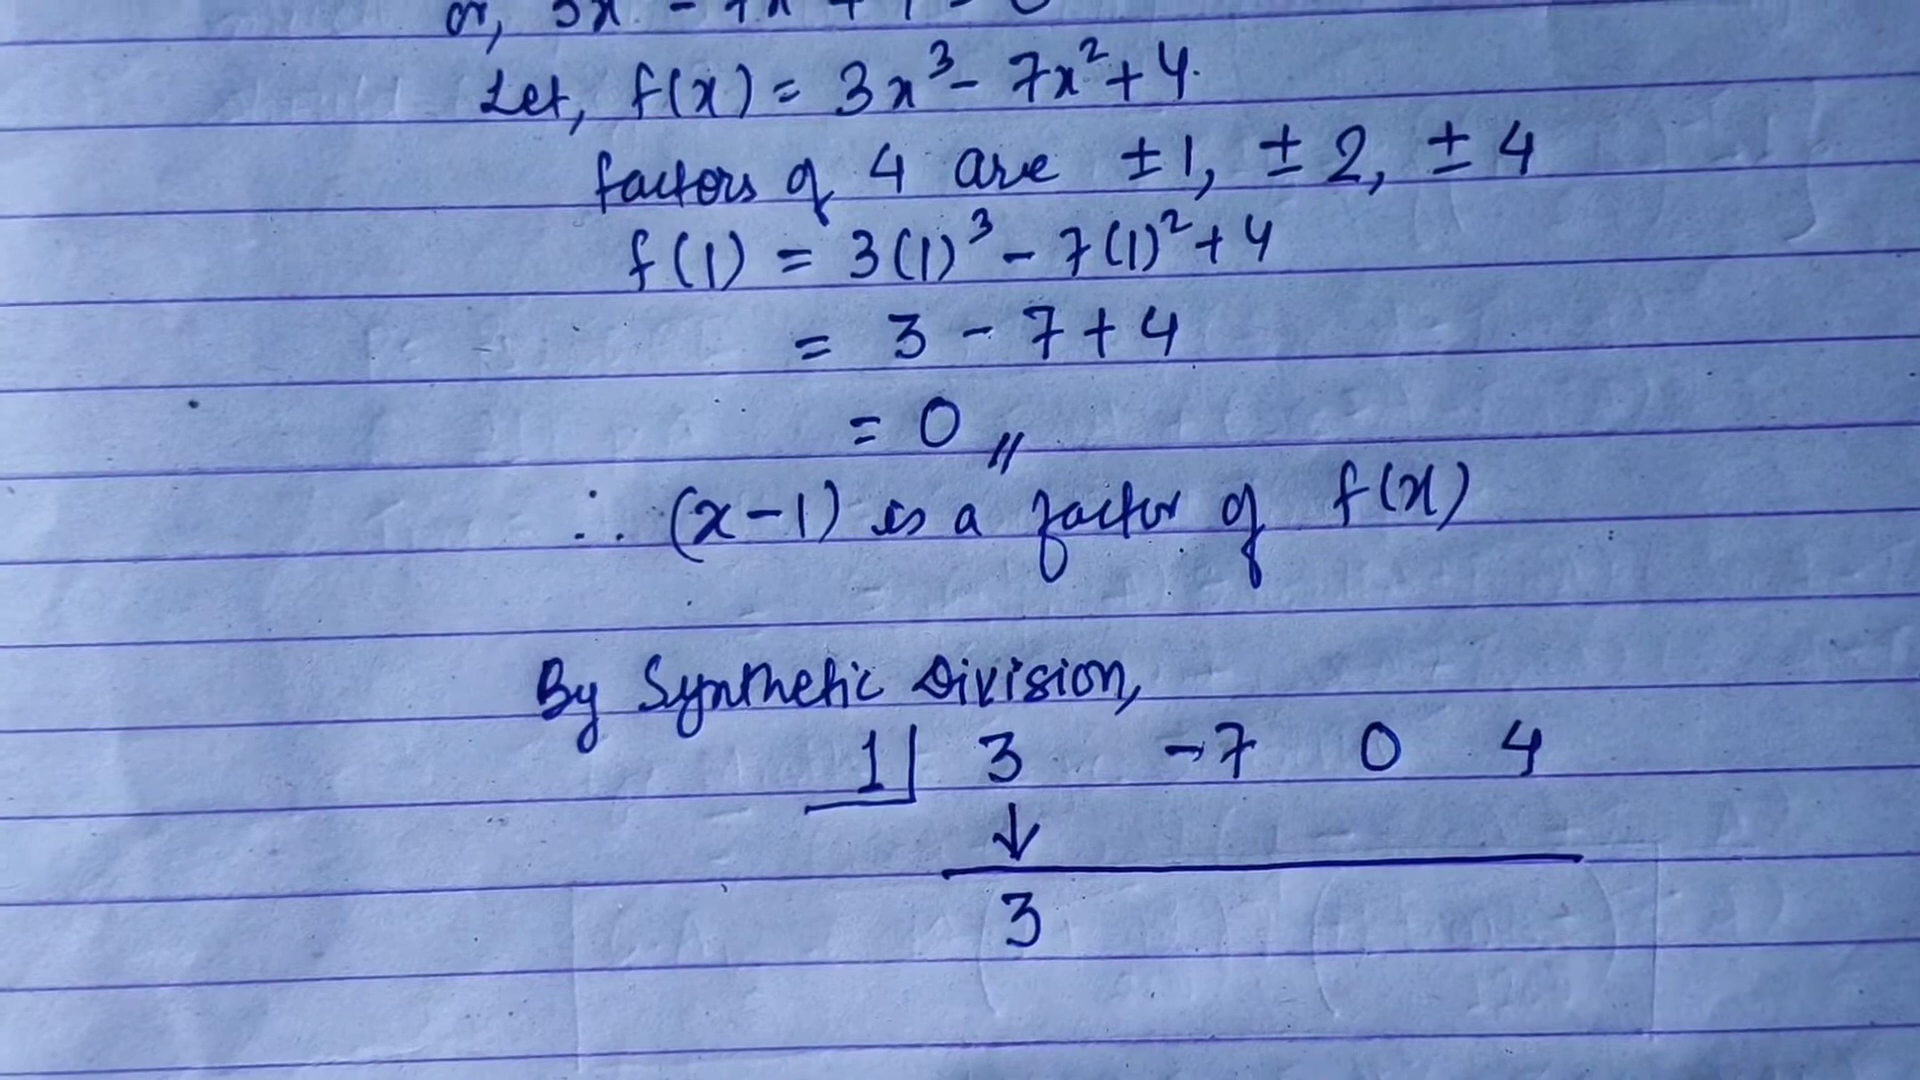 or,
Let, f(x) = 3x³ - 7x² + 4.
factors of 4 are ±1, ±2, ±4
f(1) = 3(1)³ - 7(1)² + 4
= 3 - 7 + 4
= 0 //
∴ (x-1) is a factor of f(x)
By Synthetic Division,
1 | 3 -7 0 4
↓
3